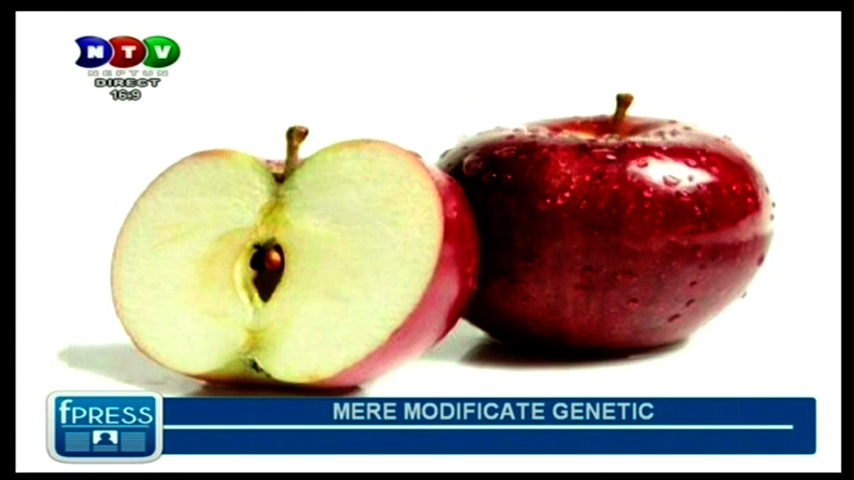 NTV
NEPTUN
DIRECT
16:9
fPRESS
MERE MODIFICATE GENETIC